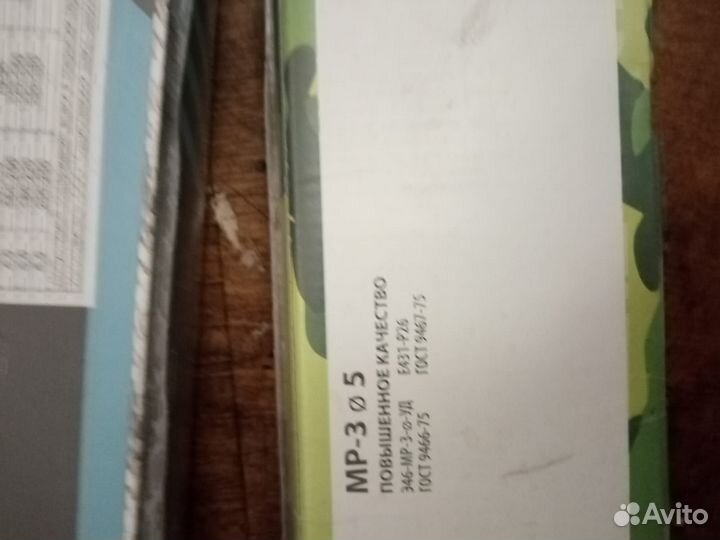 МР-3 ⌀ 5
ПОВЫШЕННОЕ КАЧЕСТВО
Э46-МР-3-⌀-УД Е431-Р26
ГОСТ 9466-75 ГОСТ 9467-75
Avito